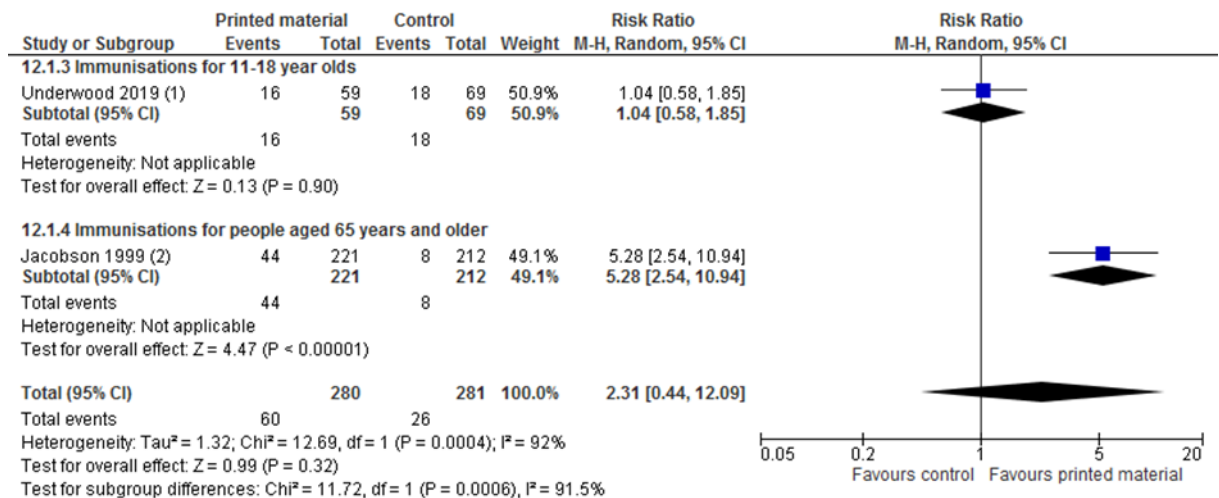 Printed material Control Risk Ratio Risk Ratio
Study or Subgroup Events Total Events Total Weight M-H, Random, 95% CI M-H, Random, 95% CI
12.1.3 Immunisations for 11-18 year olds
Underwood 2019 (1) 16 59 18 69 50.9% 1.04 [0.58, 1.85]
Subtotal (95% CI) 59 69 50.9% 1.04 [0.58, 1.85]
Total events 16 18
Heterogeneity: Not applicable
Test for overall effect: Z = 0.13 (P = 0.90)
12.1.4 Immunisations for people aged 65 years and older
Jacobson 1999 (2) 44 221 8 212 49.1% 5.28 [2.54, 10.94]
Subtotal (95% CI) 221 212 49.1% 5.28 [2.54, 10.94]
Total events 44 8
Heterogeneity: Not applicable
Test for overall effect: Z = 4.47 (P < 0.00001)
Total (95% CI) 280 281 100.0% 2.31 [0.44, 12.09]
Total events 60 26
Heterogeneity: Tau² = 1.32; Chi² = 12.69, df = 1 (P = 0.0004); I² = 92%
Test for overall effect: Z = 0.99 (P = 0.32)
Test for subgroup differences: Chi² = 11.72, df = 1 (P = 0.0006), I² = 91.5%
0.05 0.2 1 5 20
Favours control Favours printed material